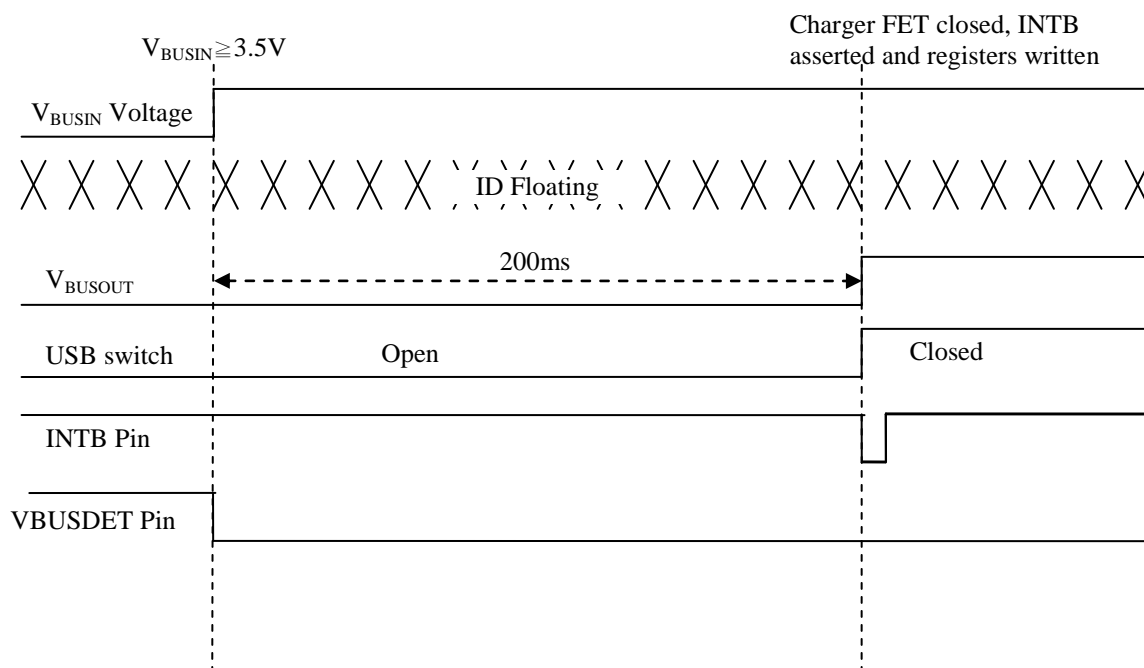 Charger FET closed, INTB
asserted and registers written
VBUSIN≧3.5V
VBUSIN Voltage
ID Floating
200ms
VBUSOUT
USB switch
Open
Closed
INTB Pin
VBUSDET Pin